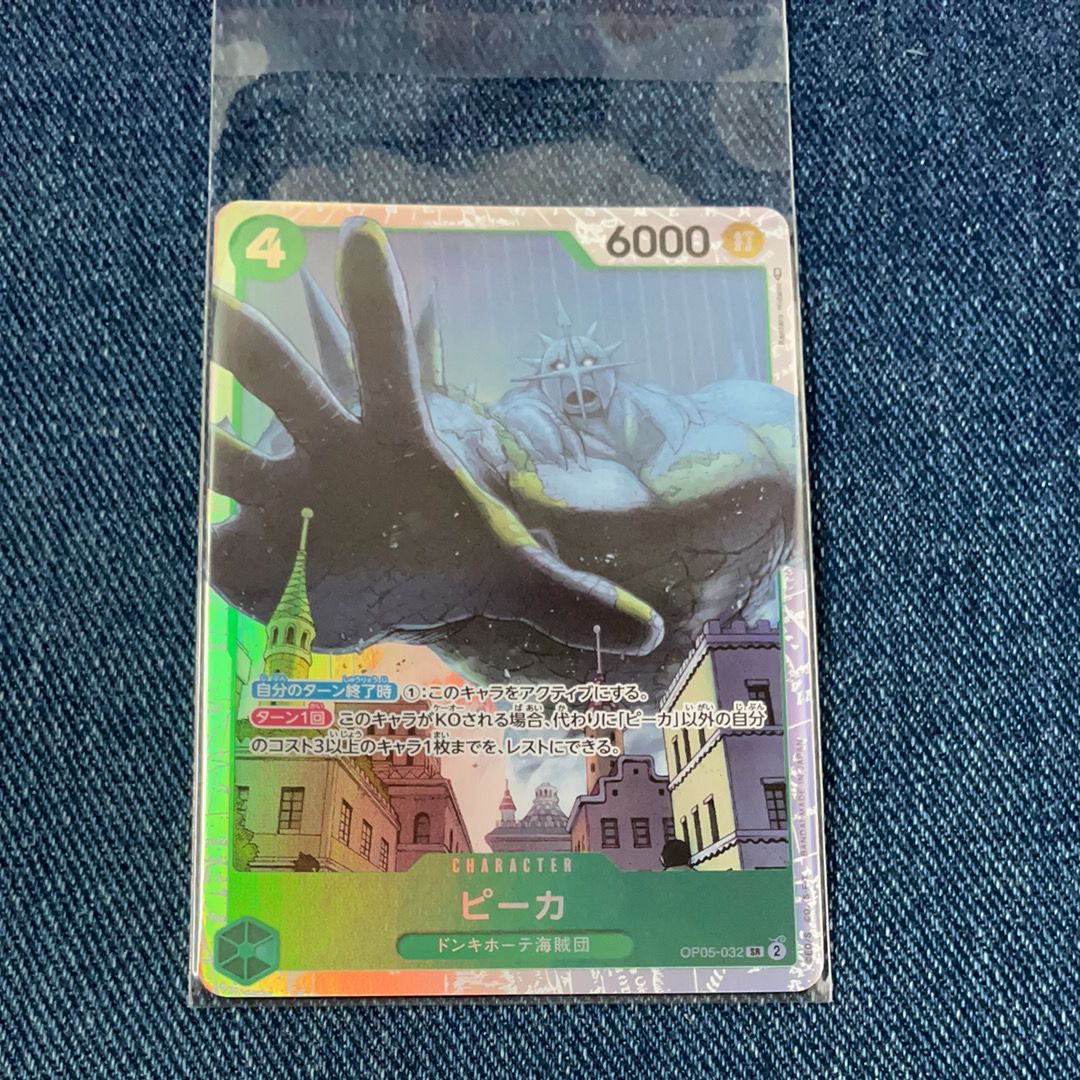 4
6000 打
自分のターン終了時 ①:このキャラをアクティブにする。
ターン1回 このキャラがKOされる場合、代わりに「ピーカ」以外の自分
のコスト3以上のキャラ1枚までを、レストにできる。
CHARACTER
ピーカ
ドンキホーテ海賊団
OP05-032 SR 2
BANDAI MADE IN JAPAN